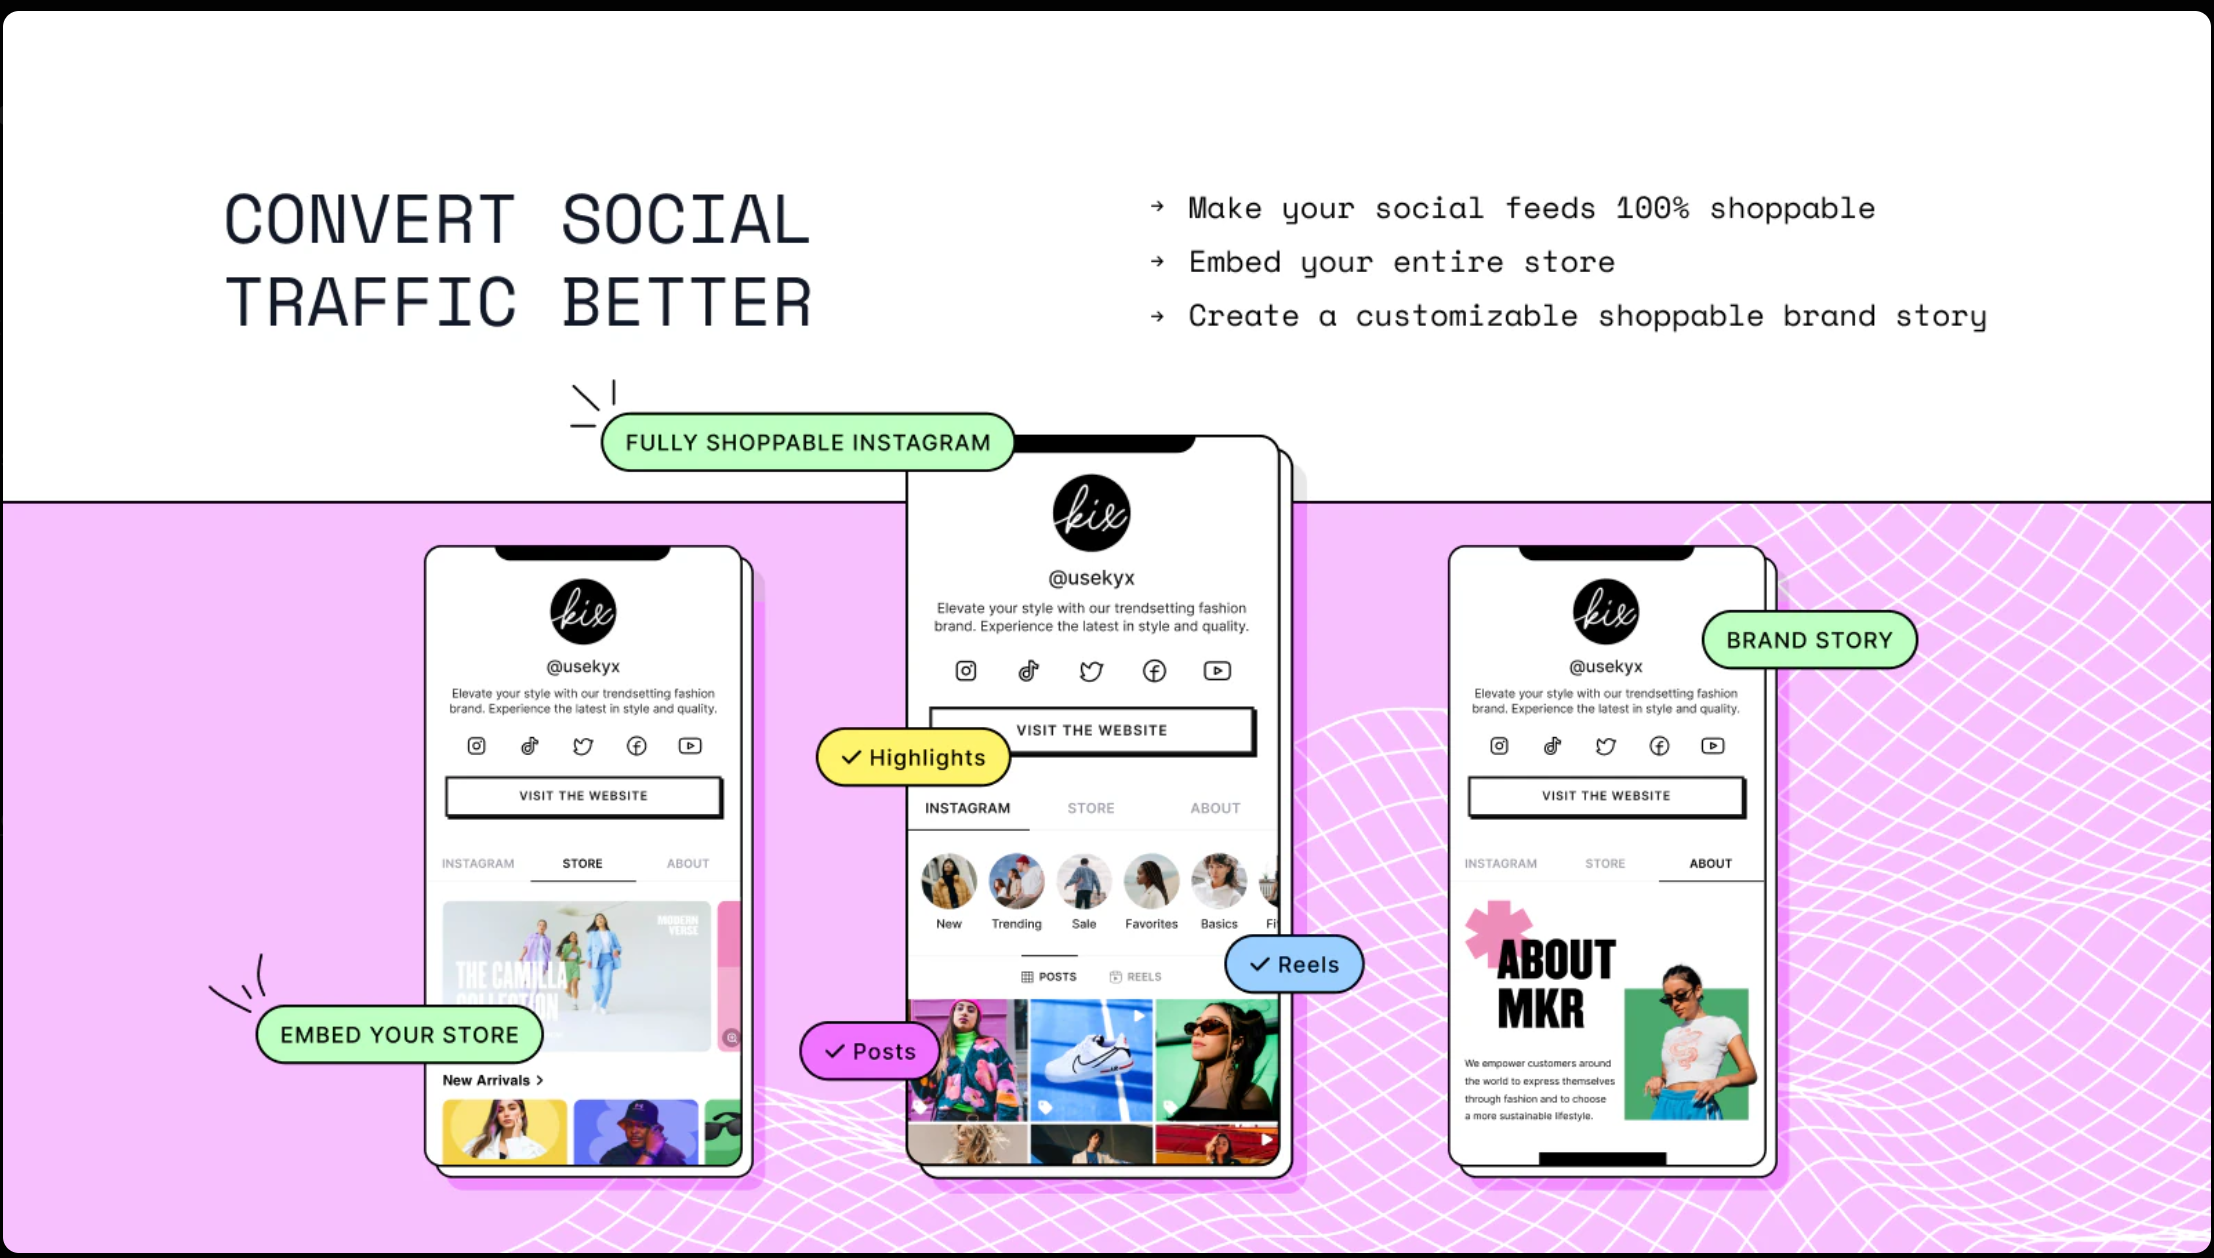 CONVERT SOCIAL
TRAFFIC BETTER
→ Make your social feeds 100% shoppable
→ Embed your entire store
→ Create a customizable shoppable brand story
FULLY SHOPPABLE INSTAGRAM
kix
@usekyx
Elevate your style with our trendsetting fashion
brand. Experience the latest in style and quality.
VISIT THE WEBSITE
INSTAGRAM STORE ABOUT
MODERN
VERSE
THE CAMILLA
COLLECTION
EMBED YOUR STORE
New Arrivals >
kix
@usekyx
Elevate your style with our trendsetting fashion
brand. Experience the latest in style and quality.
VISIT THE WEBSITE
✓ Highlights
INSTAGRAM STORE ABOUT
New Trending Sale Favorites Basics Fi
✓ Reels
POSTS REELS
✓ Posts
kix
BRAND STORY
@usekyx
Elevate your style with our trendsetting fashion
brand. Experience the latest in style and quality.
VISIT THE WEBSITE
INSTAGRAM STORE ABOUT
ABOUT
MKR
We empower customers around
the world to express themselves
through fashion and to choose
a more sustainable lifestyle.